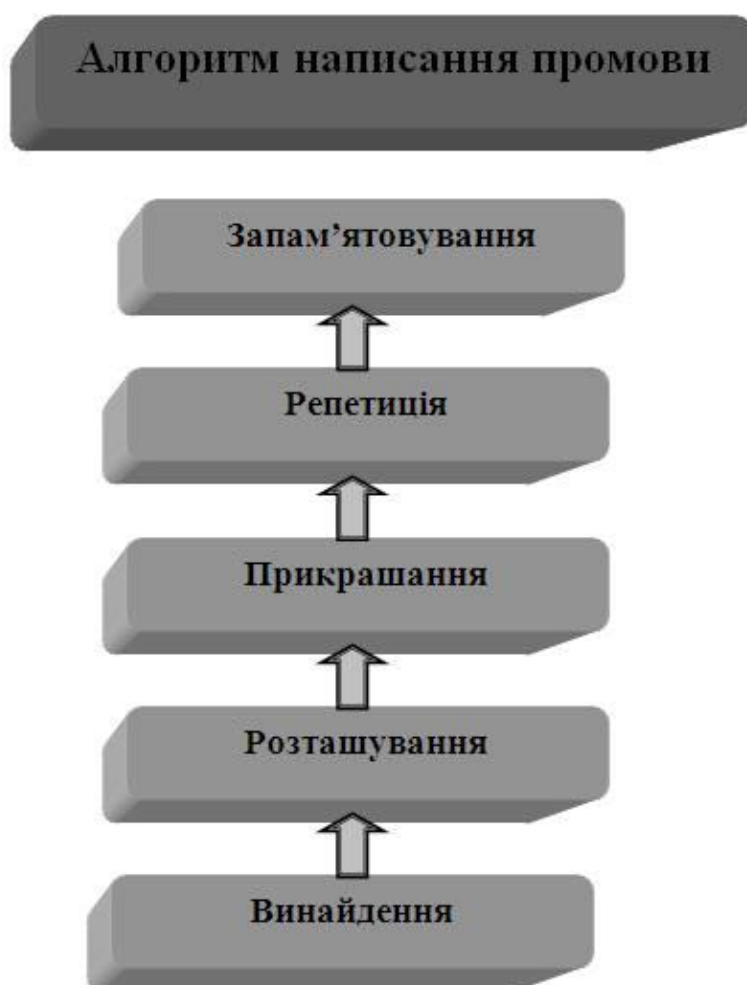 Алгоритм написання промови
Запам’ятовування
Репетиція
Прикрашання
Розташування
Винайдення